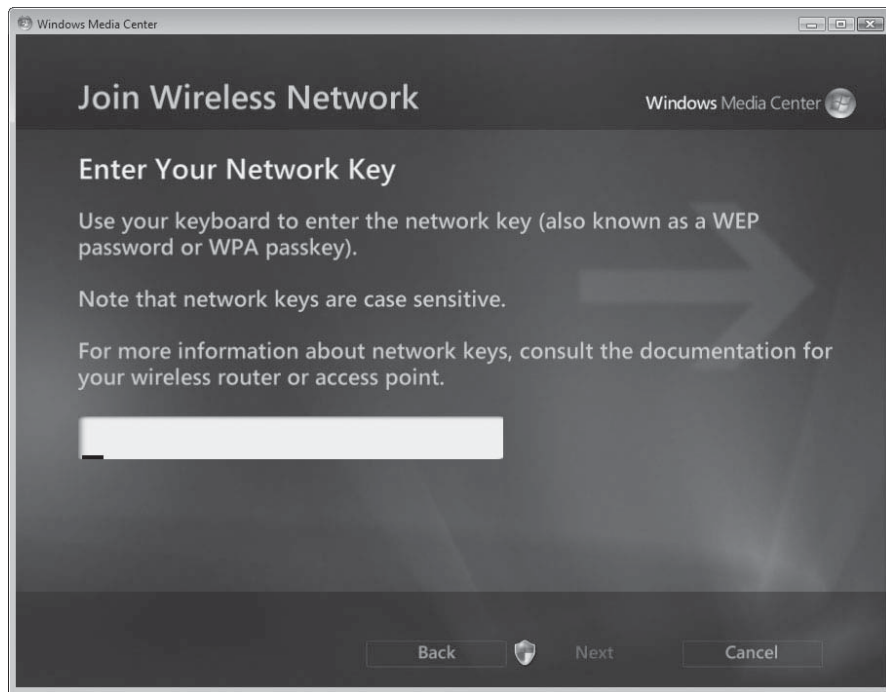 Windows Media Center
Join Wireless Network
Windows Media Center
Enter Your Network Key
Use your keyboard to enter the network key (also known as a WEP
password or WPA passkey).
Note that network keys are case sensitive.
For more information about network keys, consult the documentation for
your wireless router or access point.
Back Next Cancel